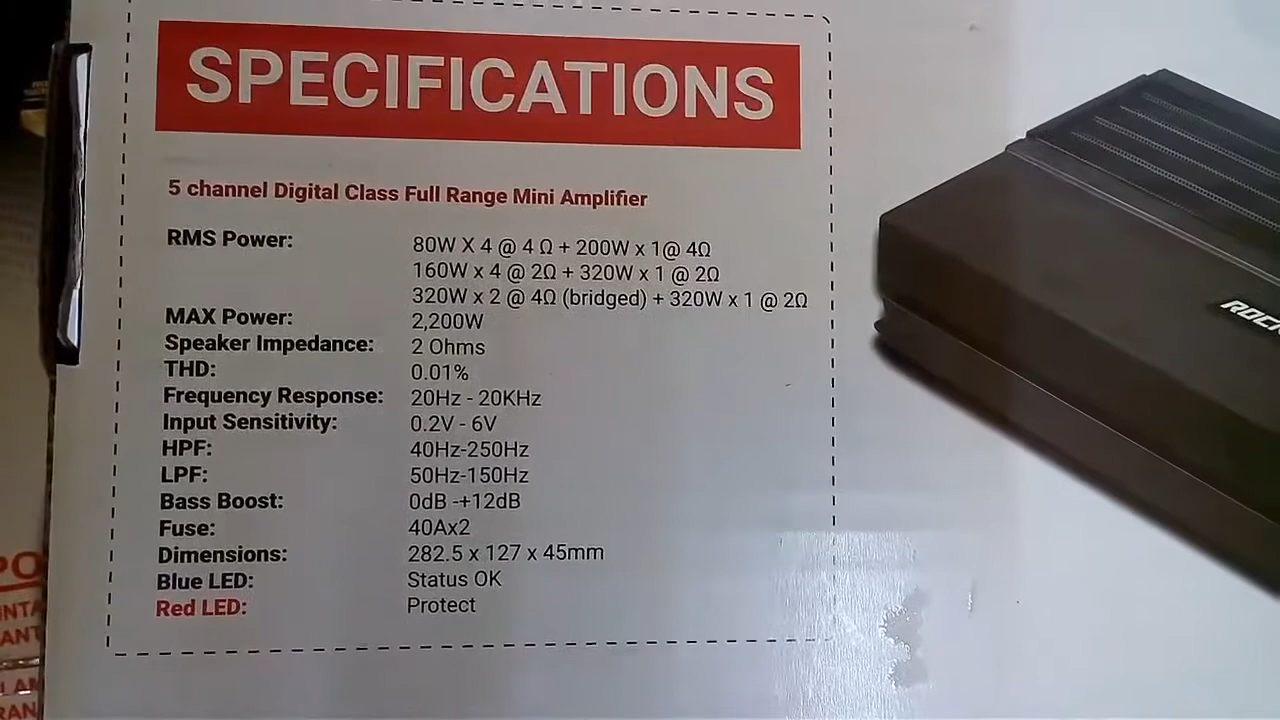 SPECIFICATIONS
5 channel Digital Class Full Range Mini Amplifier
RMS Power: 80W X 4 @ 4 Ω + 200W x 1@ 4Ω
160W x 4 @ 2Ω + 320W x 1 @ 2Ω
320W x 2 @ 4Ω (bridged) + 320W x 1 @ 2Ω
MAX Power: 2,200W
Speaker Impedance: 2 Ohms
THD: 0.01%
Frequency Response: 20Hz - 20KHz
Input Sensitivity: 0.2V - 6V
HPF: 40Hz-250Hz
LPF: 50Hz-150Hz
Bass Boost: 0dB -+12dB
Fuse: 40Ax2
Dimensions: 282.5 x 127 x 45mm
Blue LED: Status OK
Red LED: Protect